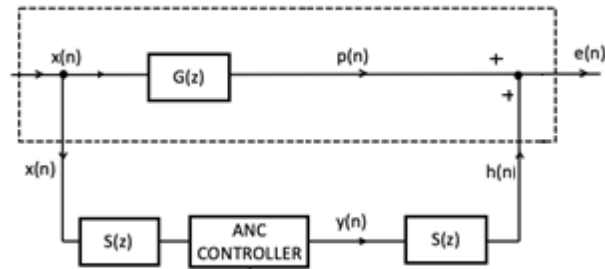 x(n)
p(n)
e(n)
G(z)
+
+
x(n)
h(n)
S(z)
ANC
CONTROLLER
y(n)
S(z)